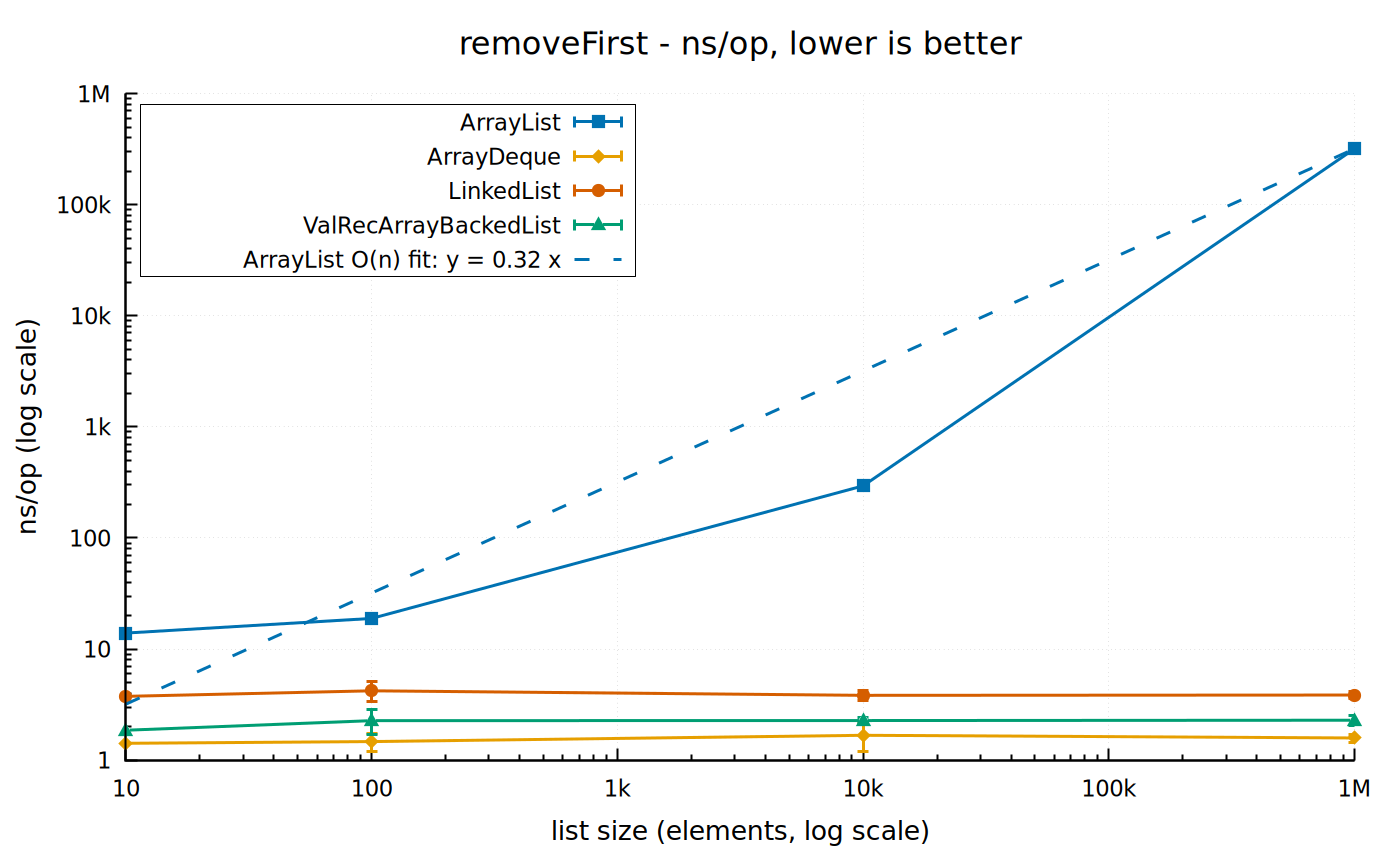 removeFirst - ns/op, lower is better
1M
100k
10k
1k
100
10
1
ns/op (log scale)
ArrayList
ArrayDeque
LinkedList
ValRecArrayBackedList
ArrayList O(n) fit: y = 0.32 x
10
100
1k
10k
100k
1M
list size (elements, log scale)